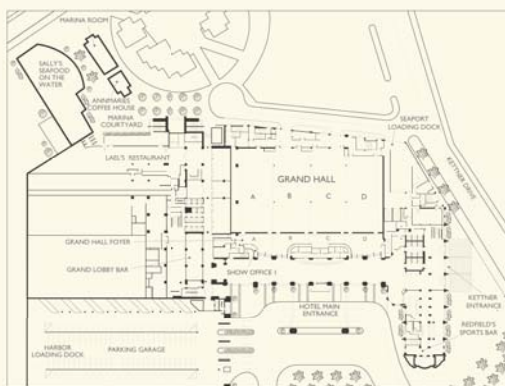 MARINA ROOM
SALLY'S
SEAFOOD
ON THE
WATER
ANNMARIE'S
COFFEE HOUSE
MARINA
COURTYARD
LAEL'S RESTAURANT
SEAPORT
LOADING DOCK
KETTNER DRIVE
GRAND HALL
A B C D
A B C D
GRAND HALL FOYER
GRAND LOBBY BAR
SHOW OFFICE 1
HOTEL MAIN
ENTRANCE
KETTNER
ENTRANCE
REDFIELD'S
SPORTS BAR
HARBOR
LOADING DOCK
PARKING GARAGE